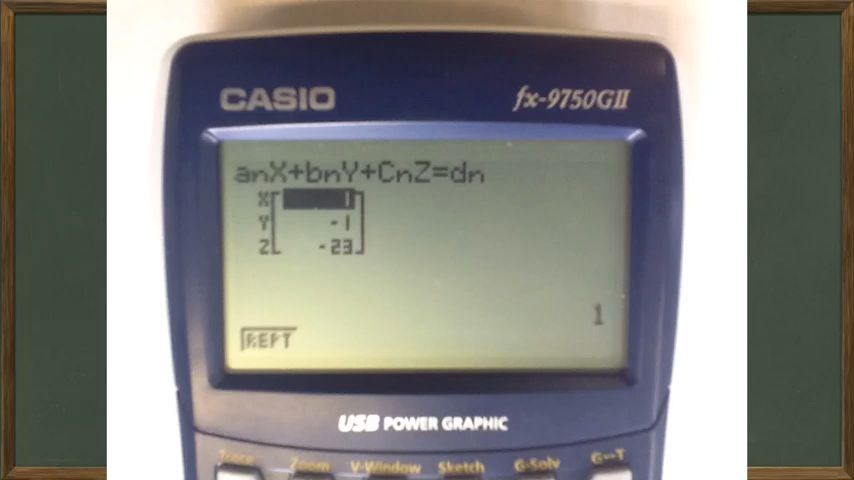 CASIO fx-9750GII
anX+bnY+CnZ=dn
X 1
Y -1
Z -23
1
REPT
USB POWER GRAPHIC
Trace Zoom V-Window Sketch G-Solv G↔T